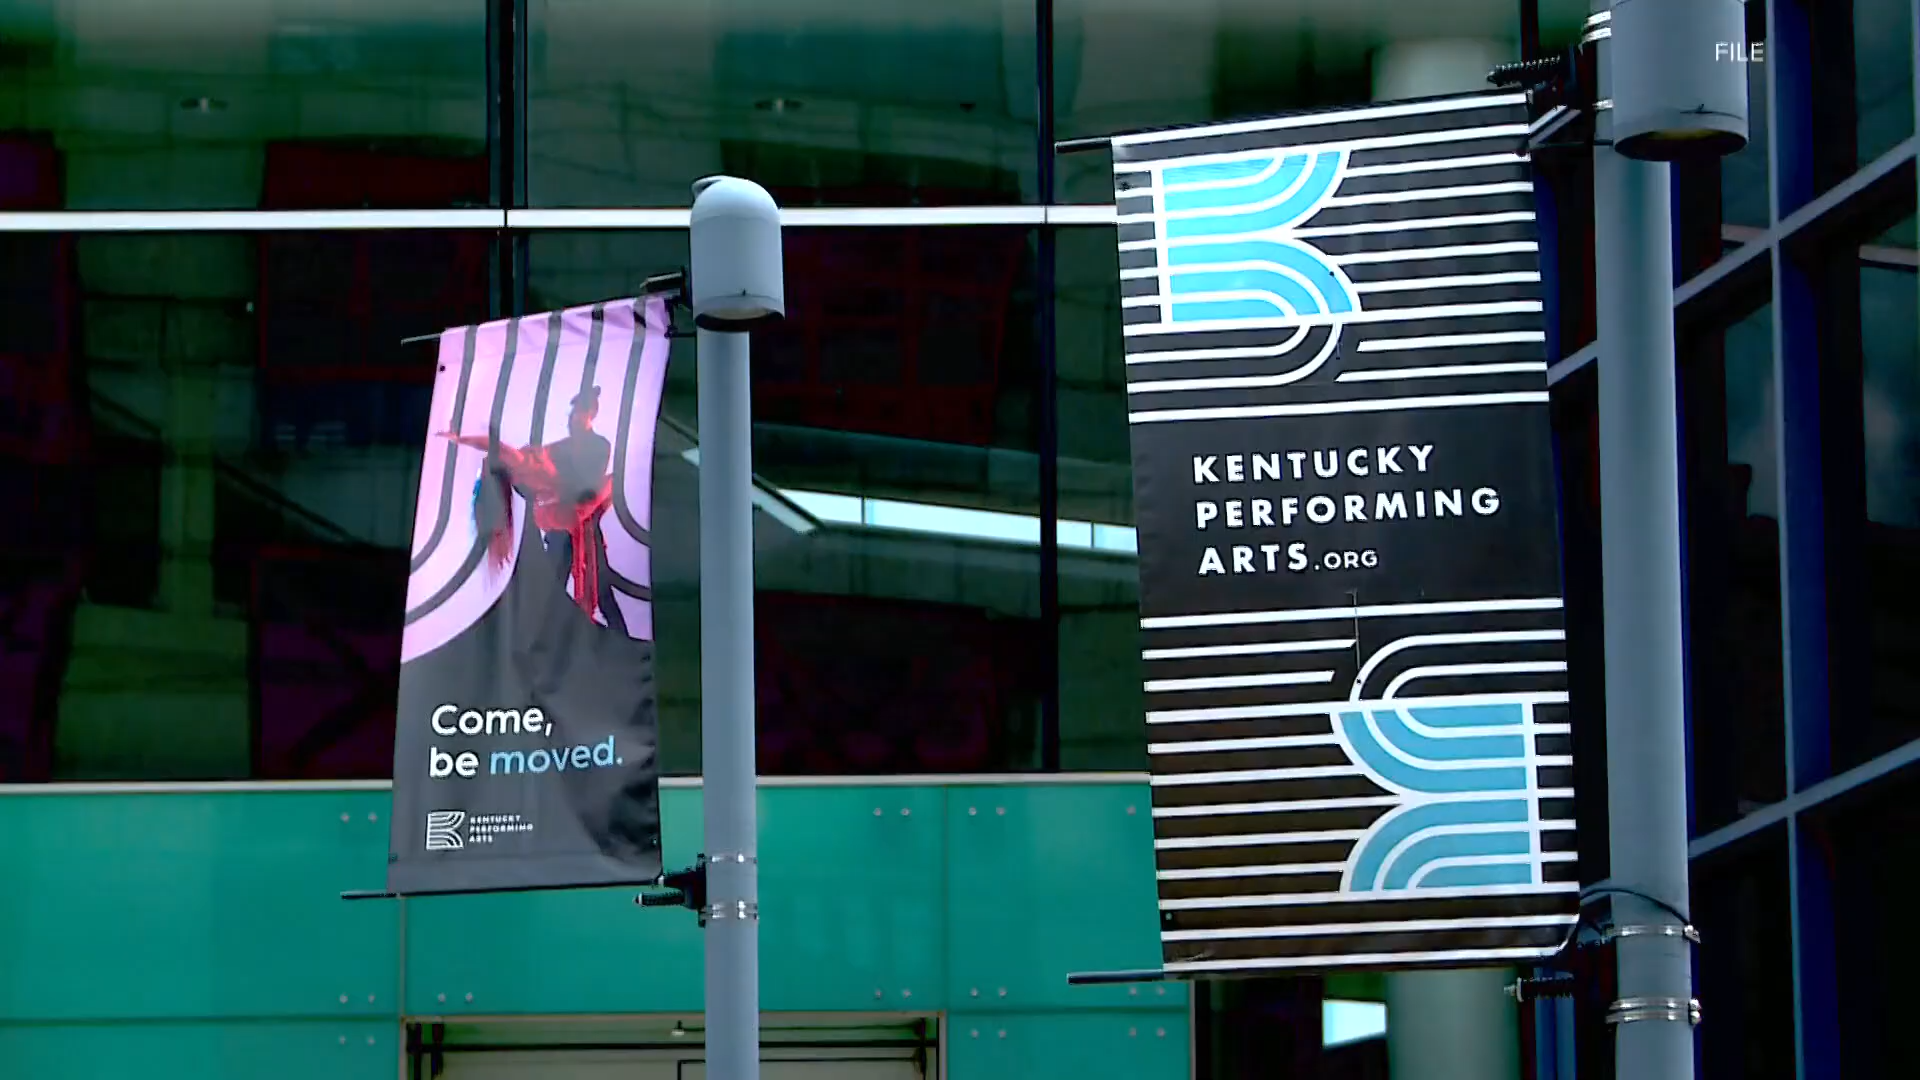 FILE
KENTUCKY
PERFORMING
ARTS.ORG
Come,
be moved.
KENTUCKY
PERFORMING
ARTS